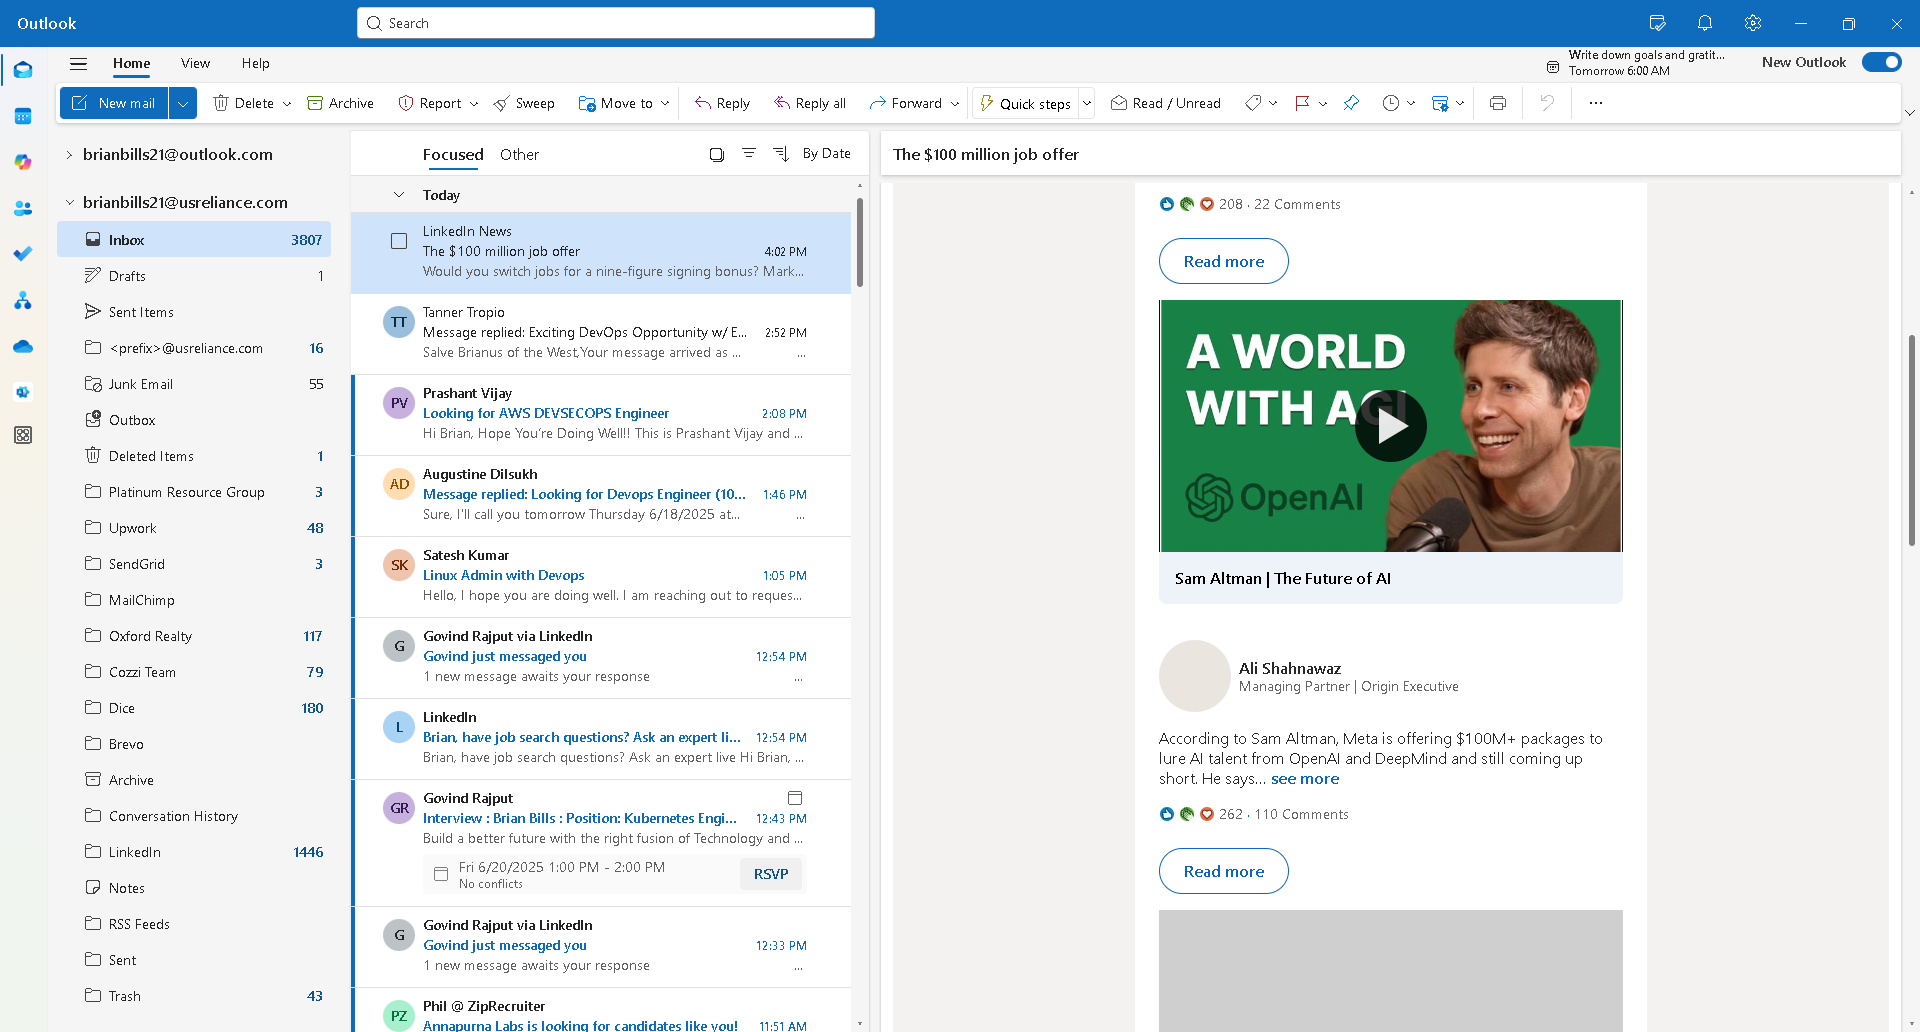 Outlook
Search
Home
View
Help
Write down goals and gratit...
Tomorrow 6:00 AM
New Outlook
New mail
Delete
Archive
Report
Sweep
Move to
Reply
Reply all
Forward
Quick steps
Read / Unread
...
brianbills21@outlook.com
brianbills21@usreliance.com
Inbox 3807
Drafts 1
Sent Items
<prefix>@usreliance.com 16
Junk Email 55
Outbox
Deleted Items 1
Platinum Resource Group 3
Upwork 48
SendGrid 3
MailChimp
Oxford Realty 117
Cozzi Team 79
Dice 180
Brevo
Archive
Conversation History
LinkedIn 1446
Notes
RSS Feeds
Sent
Trash 43
Focused
Other
By Date
Today
LinkedIn News
The $100 million job offer 4:02 PM
Would you switch jobs for a nine-figure signing bonus? Mark...
TT
Tanner Tropio
Message replied: Exciting DevOps Opportunity w/ E... 2:52 PM
Salve Brianus of the West,Your message arrived as ... ...
PV
Prashant Vijay
Looking for AWS DEVSECOPS Engineer 2:08 PM
Hi Brian, Hope You're Doing Well!! This is Prashant Vijay and ...
AD
Augustine Dilsukh
Message replied: Looking for Devops Engineer (10... 1:46 PM
Sure, I'll call you tomorrow Thursday 6/18/2025 at... ...
SK
Satesh Kumar
Linux Admin with Devops 1:05 PM
Hello, I hope you are doing well. I am reaching out to reques...
G
Govind Rajput via LinkedIn
Govind just messaged you 12:54 PM
1 new message awaits your response ...
L
LinkedIn
Brian, have job search questions? Ask an expert li... 12:54 PM
Brian, have job search questions? Ask an expert live Hi Brian, ...
GR
Govind Rajput
Interview : Brian Bills : Position: Kubernetes Engi... 12:43 PM
Build a better future with the right fusion of Technology and ...
Fri 6/20/2025 1:00 PM - 2:00 PM
No conflicts
RSVP
G
Govind Rajput via LinkedIn
Govind just messaged you 12:33 PM
1 new message awaits your response ...
PZ
Phil @ ZipRecruiter
Annapurna Labs is looking for candidates like you! 11:51 AM
The $100 million job offer
208 · 22 Comments
Read more
A WORLD
WITH AGI
OpenAI
Sam Altman | The Future of AI
Ali Shahnawaz
Managing Partner | Origin Executive
According to Sam Altman, Meta is offering $100M+ packages to
lure AI talent from OpenAI and DeepMind and still coming up
short. He says... see more
262 · 110 Comments
Read more